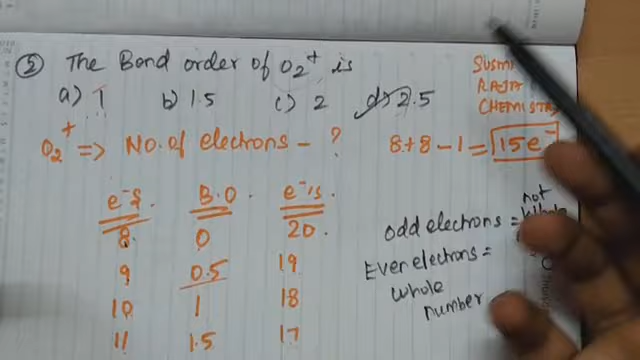 ⑤ The Bond order of O₂⁺ is
a) 1 b) 1.5 c) 2 d) 2.5
RAJA
CHEMIST
O₂⁺ => NO. of electrons - ? 8+8-1 = 15e⁻
B.O e⁻'s
8 0 20
9 0.5 19
10 1 18
11 1.5 17
odd electrons = not
Even electrons =
whole
number